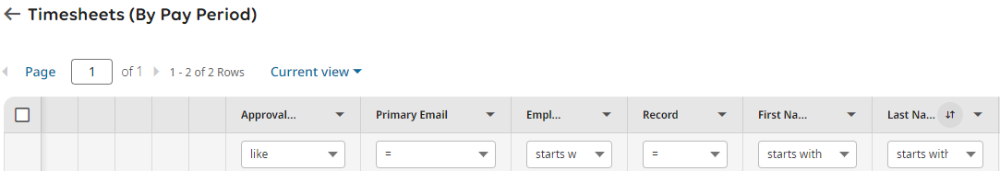 Timesheets (By Pay Period)
Page 1 of 1 1 - 2 of 2 Rows Current view
Approval... Primary Email Empl... Record First Na... Last Na...
like = starts w = starts with starts with